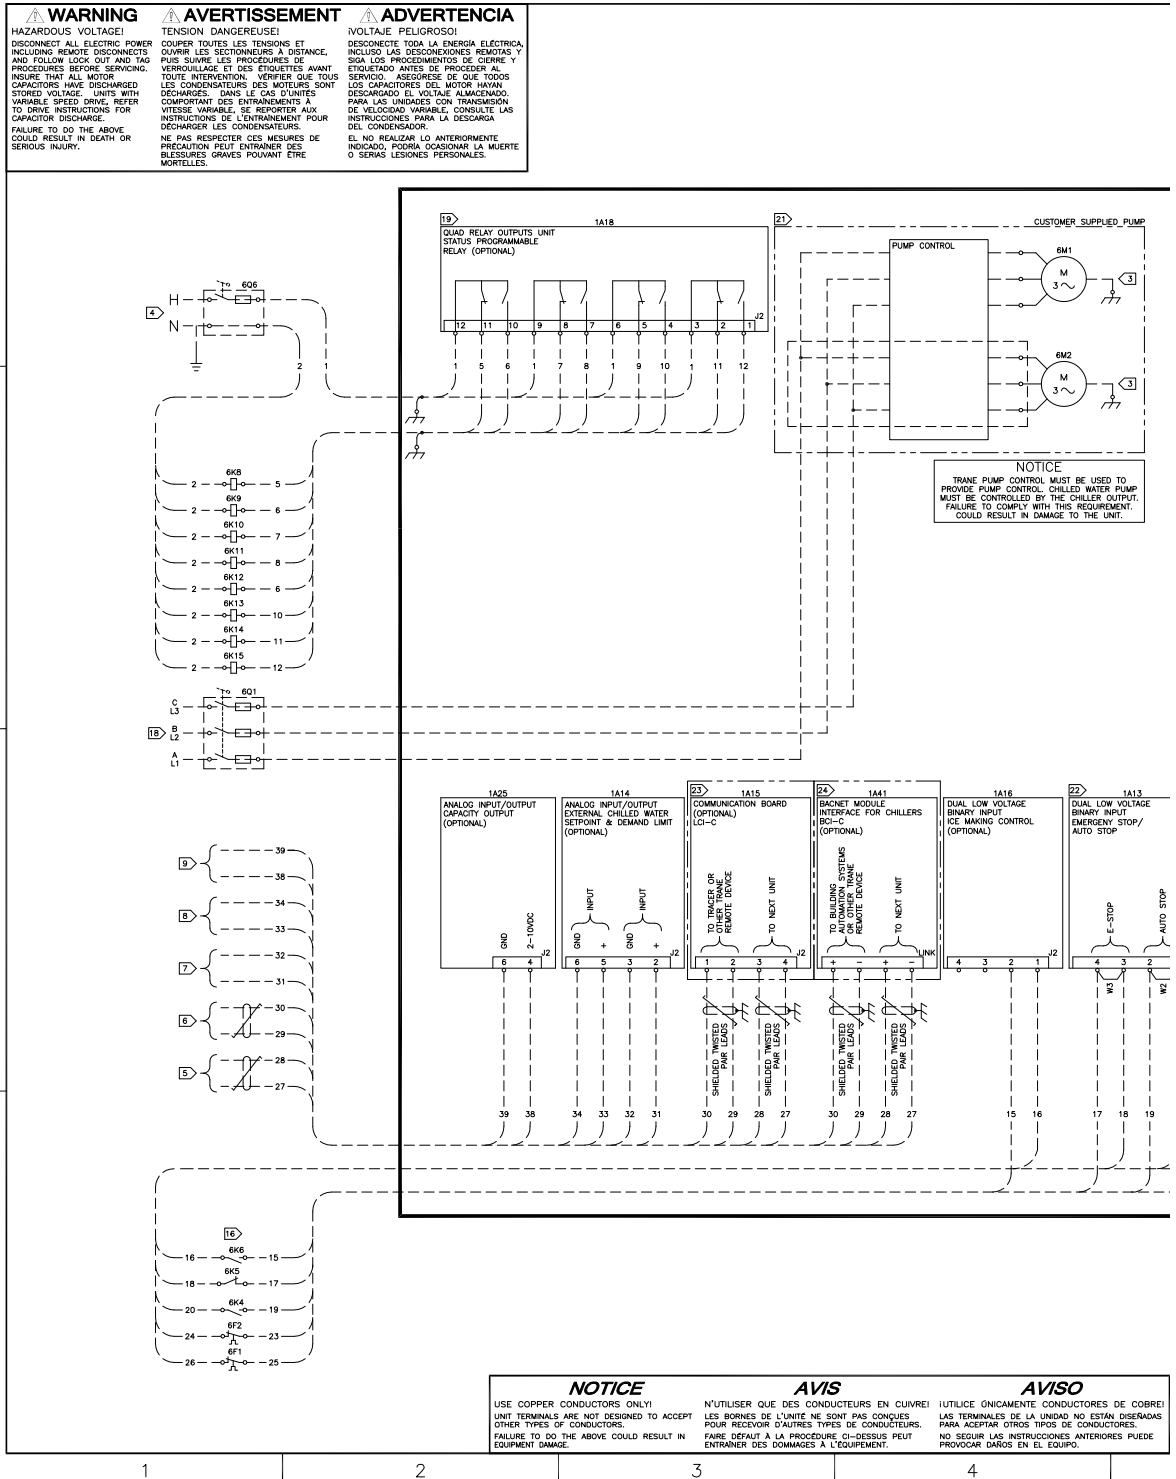 ⚠ WARNING
HAZARDOUS VOLTAGE!
DISCONNECT ALL ELECTRIC POWER
INCLUDING REMOTE DISCONNECTS
AND FOLLOW LOCK OUT AND TAG
PROCEDURES BEFORE SERVICING.
INSURE THAT ALL MOTOR
CAPACITORS HAVE DISCHARGED
STORED VOLTAGE. UNITS WITH
VARIABLE SPEED DRIVE, REFER
TO DRIVE INSTRUCTIONS FOR
CAPACITOR DISCHARGE.
FAILURE TO DO THE ABOVE
COULD RESULT IN DEATH OR
SERIOUS INJURY.
⚠ AVERTISSEMENT
TENSION DANGEREUSE!
COUPER TOUTES LES TENSIONS ET
OUVRIR LES SECTIONNEURS À DISTANCE,
PUIS SUIVRE LES PROCÉDURES DE
VERROUILLAGE ET DES ÉTIQUETTES AVANT
TOUTE INTERVENTION. VÉRIFIER QUE TOUS
LES CONDENSATEURS DES MOTEURS SONT
DÉCHARGÉS. DANS LE CAS D'UNITÉS
COMPORTANT DES ENTRAÎNEMENTS À
VITESSE VARIABLE, SE REPORTER AUX
INSTRUCTIONS DE L'ENTRAÎNEMENT POUR
DÉCHARGER LES CONDENSATEURS.
NE PAS RESPECTER CES MESURES DE
PRÉCAUTION PEUT ENTRAÎNER DES
BLESSURES GRAVES POUVANT ÊTRE
MORTELLES.
⚠ ADVERTENCIA
¡VOLTAJE PELIGROSO!
DESCONECTE TODA LA ENERGÍA ELÉCTRICA,
INCLUSO LAS DESCONEXIONES REMOTAS Y
SIGA LOS PROCEDIMIENTOS DE CIERRE Y
ETIQUETADO ANTES DE PROCEDER AL
SERVICIO. ASEGÚRESE DE QUE TODOS
LOS CAPACITORES DEL MOTOR HAYAN
DESCARGADO EL VOLTAJE ALMACENADO.
PARA LAS UNIDADES CON TRANSMISIÓN
DE VELOCIDAD VARIABLE, CONSULTE LAS
INSTRUCCIONES PARA LA DESCARGA
DEL CONDENSADOR.
EL NO REALIZAR LO ANTERIORMENTE
INDICADO, PODRÍA OCASIONAR LA MUERTE
O SERIAS LESIONES PERSONALES.
19
1A18
QUAD RELAY OUTPUTS UNIT
STATUS PROGRAMMABLE
RELAY (OPTIONAL)
J2
12 11 10 9 8 7 6 5 4 3 2 1
1 5 6 1 7 8 1 9 10 1 11 12
21
CUSTOMER SUPPLIED PUMP
PUMP CONTROL
6M1
M
3
3
6M2
M
3
3
NOTICE
TRANE PUMP CONTROL MUST BE USED TO
PROVIDE PUMP CONTROL. CHILLED WATER PUMP
MUST BE CONTROLLED BY THE CHILLER OUTPUT.
FAILURE TO COMPLY WITH THIS REQUIREMENT.
COULD RESULT IN DAMAGE TO THE UNIT.
6Q6
4
H
N
2 1
6K8
2 5
6K9
2 6
6K10
2 7
6K11
2 8
6K12
2 6
6K13
2 10
6K14
2 11
6K15
2 12
6Q1
18
C
L3
B
L2
A
L1
1A25
ANALOG INPUT/OUTPUT
CAPACITY OUTPUT
(OPTIONAL)
GND
2-10VDC
J2
6 4
39 38
1A14
ANALOG INPUT/OUTPUT
EXTERNAL CHILLED WATER
SETPOINT & DEMAND LIMIT
(OPTIONAL)
INPUT
INPUT
GND + GND +
J2
6 5 3 2
34 33 32 31
23
1A15
COMMUNICATION BOARD
(OPTIONAL)
LCI-C
TO TRACER OR
OTHER TRANE
REMOTE DEVICE
TO NEXT UNIT
J2
1 2 3 4
SHIELDED TWISTED
PAIR LEADS
SHIELDED TWISTED
PAIR LEADS
30 29 28 27
24
1A41
BACNET MODULE
INTERFACE FOR CHILLERS
BCI-C
(OPTIONAL)
TO BUILDING
AUTOMATION SYSTEMS
OR OTHER TRANE
REMOTE DEVICE
TO NEXT UNIT
LINK
+ - + -
SHIELDED TWISTED
PAIR LEADS
SHIELDED TWISTED
PAIR LEADS
30 29 28 27
1A16
DUAL LOW VOLTAGE
BINARY INPUT
ICE MAKING CONTROL
(OPTIONAL)
J2
4 3 2 1
15 16
22
1A13
DUAL LOW VOLTAGE
BINARY INPUT
EMERGENY STOP/
AUTO STOP
E-STOP
AUTO STOP
4 3 2
W3
W2
17 18 19
9
39
38
8
34
33
7
32
31
6
30
29
5
28
27
16
6K6
16 15
6K5
18 17
6K4
20 19
6F2
24 23
6F1
26 25
NOTICE
USE COPPER CONDUCTORS ONLY!
UNIT TERMINALS ARE NOT DESIGNED TO ACCEPT
OTHER TYPES OF CONDUCTORS.
FAILURE TO DO THE ABOVE COULD RESULT IN
EQUIPMENT DAMAGE.
AVIS
N'UTILISER QUE DES CONDUCTEURS EN CUIVRE!
LES BORNES DE L'UNITÉ NE SONT PAS CONÇUES
POUR RECEVOIR D'AUTRES TYPES DE CONDUCTEURS.
FAIRE DÉFAUT À LA PROCÉDURE CI-DESSUS PEUT
ENTRAÎNER DES DOMMAGES À L'ÉQUIPEMENT.
AVISO
¡UTILICE ÚNICAMENTE CONDUCTORES DE COBRE!
LAS TERMINALES DE LA UNIDAD NO ESTÁN DISEÑADAS
PARA ACEPTAR OTROS TIPOS DE CONDUCTORES.
NO SEGUIR LAS INSTRUCCIONES ANTERIORES PUEDE
PROVOCAR DAÑOS EN EL EQUIPO.
1 2 3 4